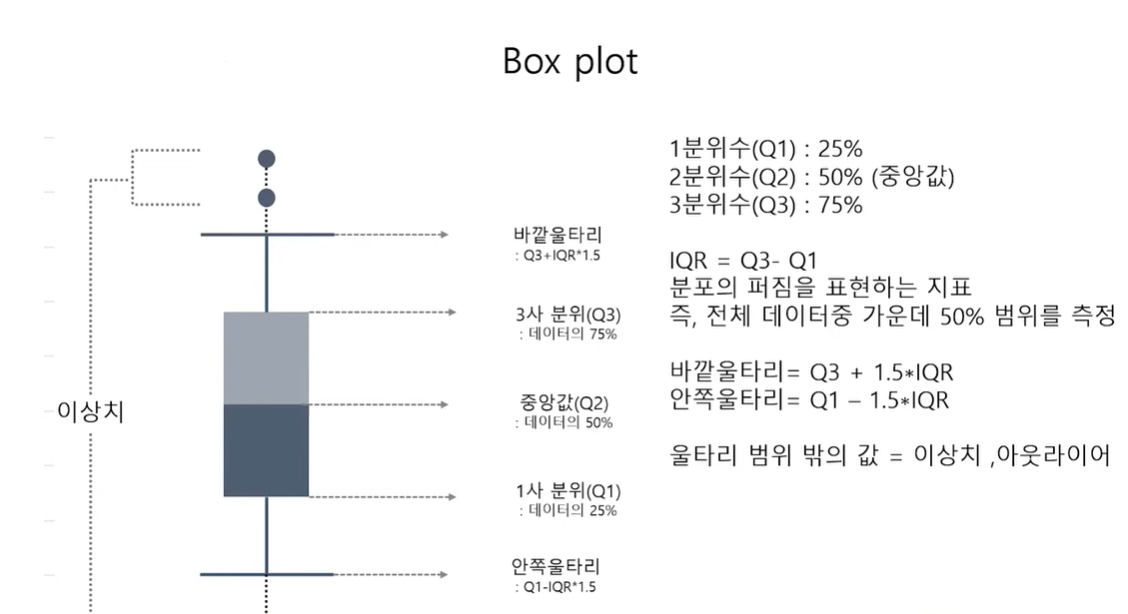 Box plot
1분위수(Q1) : 25%
2분위수(Q2) : 50% (중앙값)
3분위수(Q3) : 75%
IQR = Q3- Q1
분포의 퍼짐을 표현하는 지표
즉, 전체 데이터중 가운데 50% 범위를 측정
바깥울타리= Q3 + 1.5*IQR
안쪽울타리= Q1 – 1.5*IQR
울타리 범위 밖의 값 = 이상치 ,아웃라이어
바깥울타리
: Q3+IQR*1.5
3사 분위(Q3)
: 데이터의 75%
중앙값(Q2)
: 데이터의 50%
1사 분위(Q1)
: 데이터의 25%
안쪽울타리
: Q1-IQR*1.5
이상치